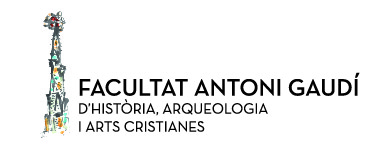 FACULTAT ANTONI GAUDÍ
D'HISTÒRIA, ARQUEOLOGIA
I ARTS CRISTIANES